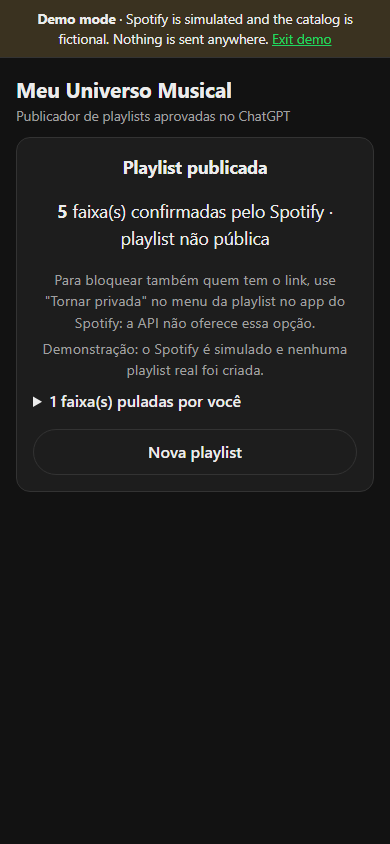 Demo mode · Spotify is simulated and the catalog is
fictional. Nothing is sent anywhere. Exit demo
Meu Universo Musical
Publicador de playlists aprovadas no ChatGPT
Playlist publicada
5 faixa(s) confirmadas pelo Spotify ·
playlist não pública
Para bloquear também quem tem o link, use
"Tornar privada" no menu da playlist no app do
Spotify: a API não oferece essa opção.
Demonstração: o Spotify é simulado e nenhuma
playlist real foi criada.
1 faixa(s) puladas por você
Nova playlist